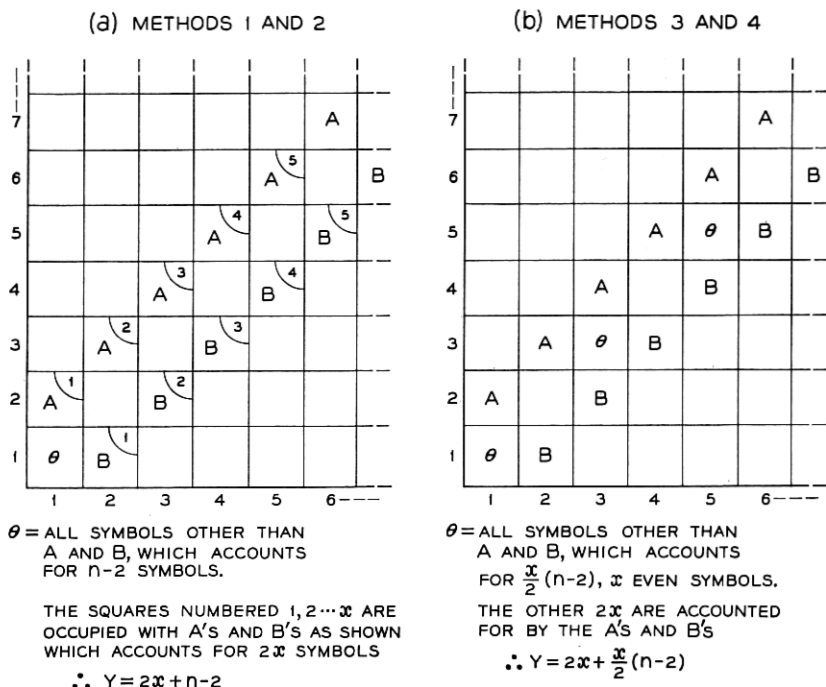 (a) METHODS 1 AND 2
7 A
6 A 5 B
5 A 4 B 5
4 A 3 B 4
3 A 2 B 3
2 A 1 B 2
1 θ B 1
1 2 3 4 5 6---
θ = ALL SYMBOLS OTHER THAN
A AND B, WHICH ACCOUNTS
FOR n-2 SYMBOLS.
THE SQUARES NUMBERED 1, 2 ··· x ARE
OCCUPIED WITH A'S AND B'S AS SHOWN
WHICH ACCOUNTS FOR 2x SYMBOLS
∴ Y = 2x + n - 2
(b) METHODS 3 AND 4
7 A
6 A B
5 A θ B
4 A B
3 A θ B
2 A B
1 θ B
1 2 3 4 5 6---
θ = ALL SYMBOLS OTHER THAN
A AND B, WHICH ACCOUNTS
FOR x/2 (n-2), x EVEN SYMBOLS.
THE OTHER 2x ARE ACCOUNTED
FOR BY THE A'S AND B'S
∴ Y = 2x + x/2 (n-2)